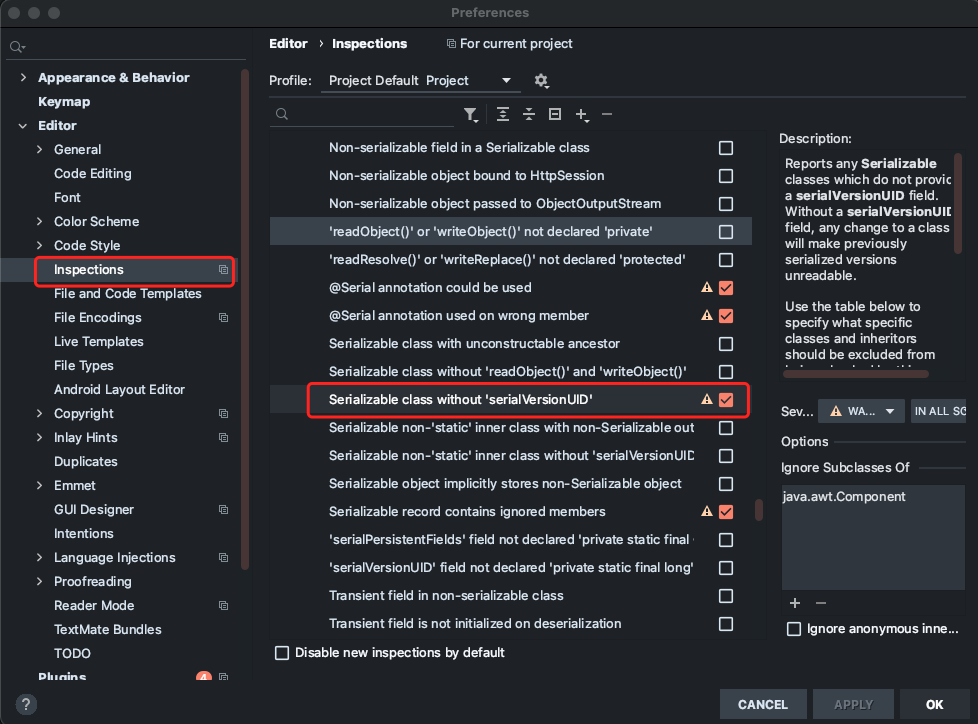 Preferences
Appearance & Behavior
Keymap
Editor
General
Code Editing
Font
Color Scheme
Code Style
Inspections
File and Code Templates
File Encodings
Live Templates
File Types
Android Layout Editor
Copyright
Inlay Hints
Duplicates
Emmet
GUI Designer
Intentions
Language Injections
Proofreading
Reader Mode
TextMate Bundles
TODO
Plugins 4
?
Editor › Inspections For current project
Profile: Project Default Project
Non-serializable field in a Serializable class
Non-serializable object bound to HttpSession
Non-serializable object passed to ObjectOutputStream
'readObject()' or 'writeObject()' not declared 'private'
'readResolve()' or 'writeReplace()' not declared 'protected'
@Serial annotation could be used
@Serial annotation used on wrong member
Serializable class with unconstructable ancestor
Serializable class without 'readObject()' and 'writeObject()'
Serializable class without 'serialVersionUID'
Serializable non-'static' inner class with non-Serializable out
Serializable non-'static' inner class without 'serialVersionUID
Serializable object implicitly stores non-Serializable object
Serializable record contains ignored members
'serialPersistentFields' field not declared 'private static final
'serialVersionUID' field not declared 'private static final long'
Transient field in non-serializable class
Transient field is not initialized on deserialization
Disable new inspections by default
Description:
Reports any Serializable
classes which do not provid
a serialVersionUID field.
Without a serialVersionUID
field, any change to a class
will make previously
serialized versions
unreadable.
Use the table below to
specify what specific
classes and inheritors
should be excluded from
Sev... WA... IN ALL SC
Options
Ignore Subclasses Of
java.awt.Component
Ignore anonymous inne...
CANCEL
APPLY
OK